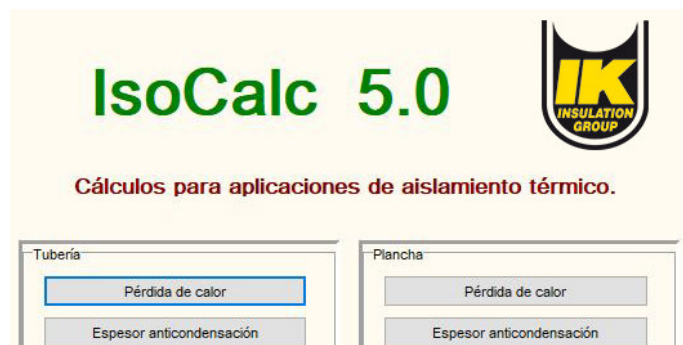 IsoCalc 5.0
IK
INSULATION
GROUP
Cálculos para aplicaciones de aislamiento térmico.
Tubería
Pérdida de calor
Espesor anticondensación
Plancha
Pérdida de calor
Espesor anticondensación